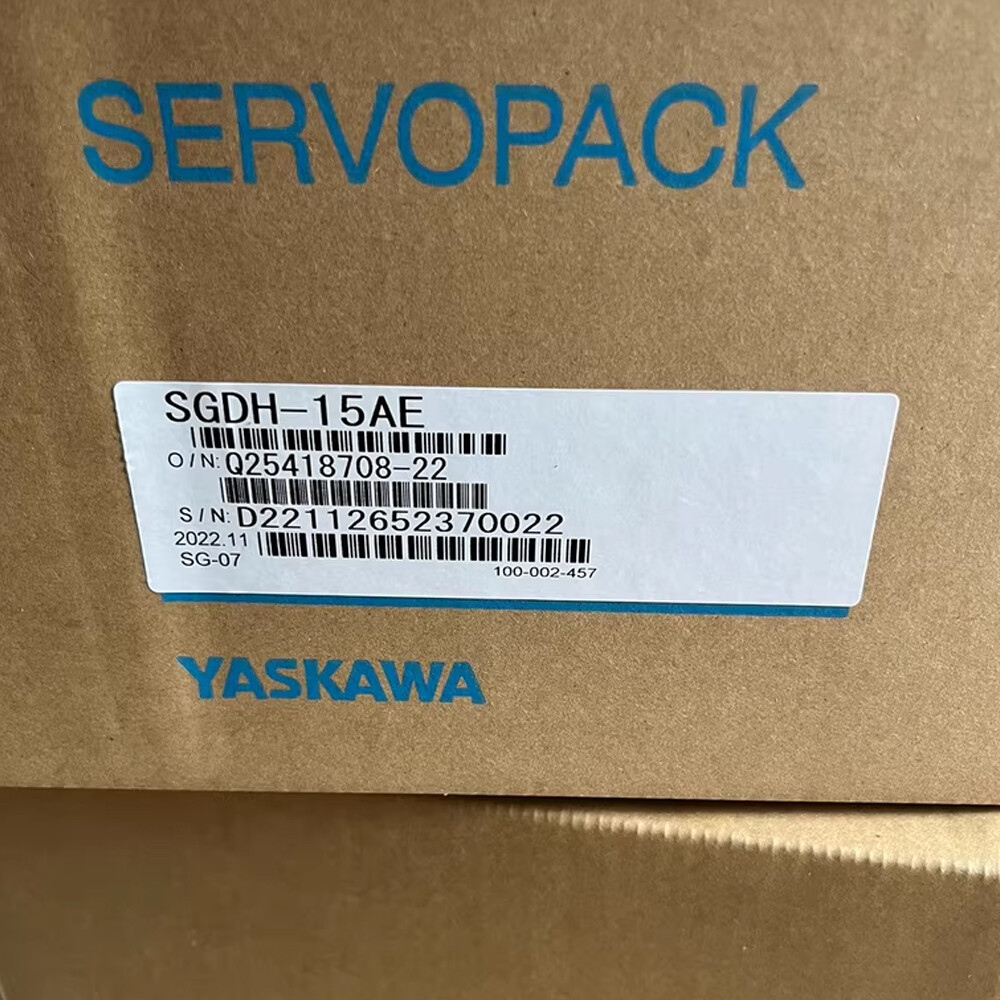 SERVOPACK
SGDH-15AE
O/N: Q25418708-22
S/N: D22112652370022
2022.11
SG-07
100-002-457
YASKAWA